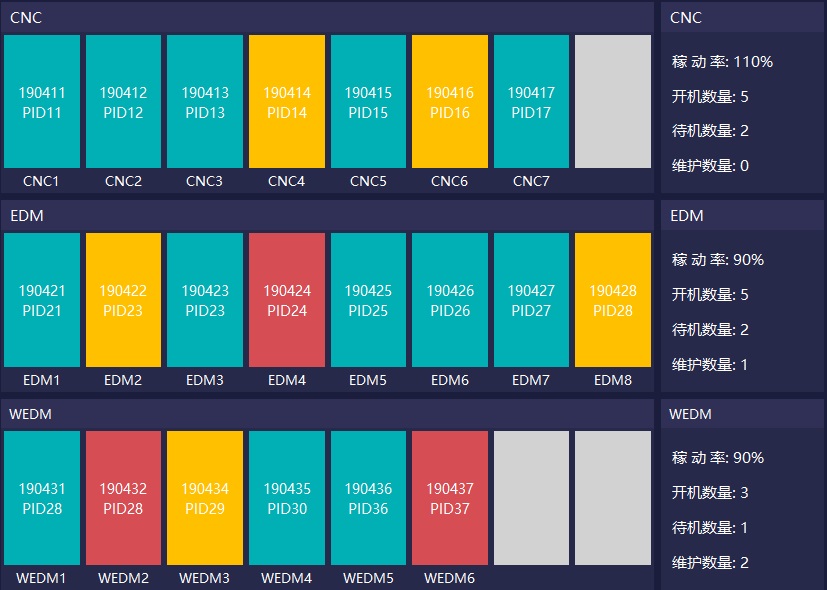 CNC
190411
PID11
190412
PID12
190413
PID13
190414
PID14
190415
PID15
190416
PID16
190417
PID17
CNC1
CNC2
CNC3
CNC4
CNC5
CNC6
CNC7
CNC
稼 动 率: 110%
开机数量: 5
待机数量: 2
维护数量: 0
EDM
190421
PID21
190422
PID23
190423
PID23
190424
PID24
190425
PID25
190426
PID26
190427
PID27
190428
PID28
EDM1
EDM2
EDM3
EDM4
EDM5
EDM6
EDM7
EDM8
EDM
稼 动 率: 90%
开机数量: 5
待机数量: 2
维护数量: 1
WEDM
190431
PID28
190432
PID28
190434
PID29
190435
PID30
190436
PID36
190437
PID37
WEDM1
WEDM2
WEDM3
WEDM4
WEDM5
WEDM6
WEDM
稼 动 率: 90%
开机数量: 3
待机数量: 1
维护数量: 2